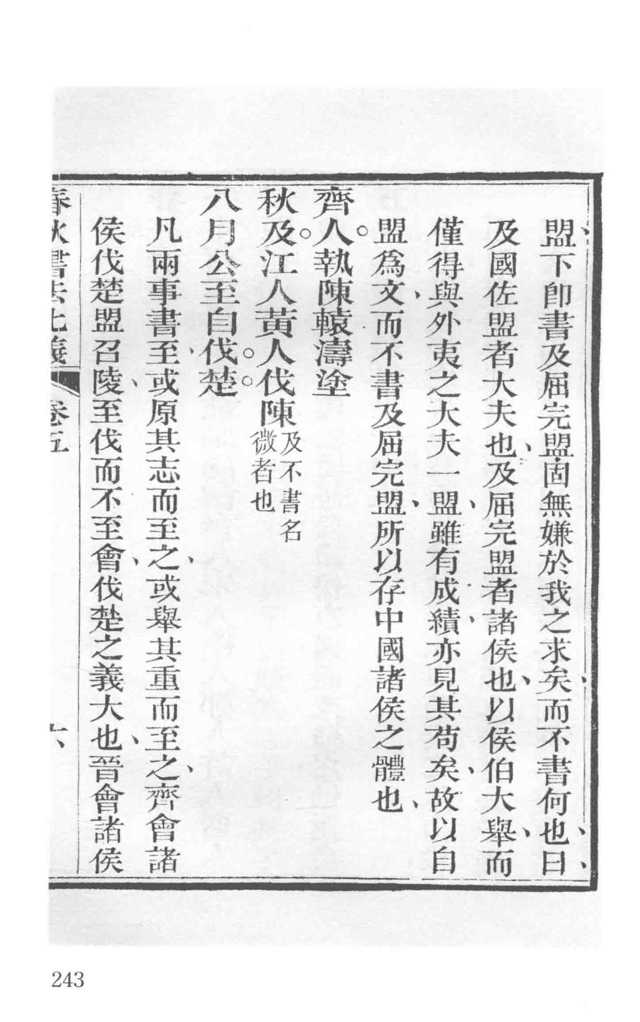 盟下卽書及屈完盟固無嫌於我之求矣而不書何也曰
及國佐盟者大夫也及屈完盟者諸侯也以侯伯大舉而
僅得與外夷之大夫一盟雖有成績亦見其苟矣故以自
盟爲文而不書及屈完盟所以存中國諸侯之體也
齊人執陳轅濤塗
秋及江人黃人伐陳及不書名
微者也
八月公至自伐楚
凡兩事書至或原其志而至之或舉其重而至之齊會諸
侯伐楚盟召陵至伐而不至會伐楚之義大也晉會諸侯
春秋書法比義 卷五 六
243